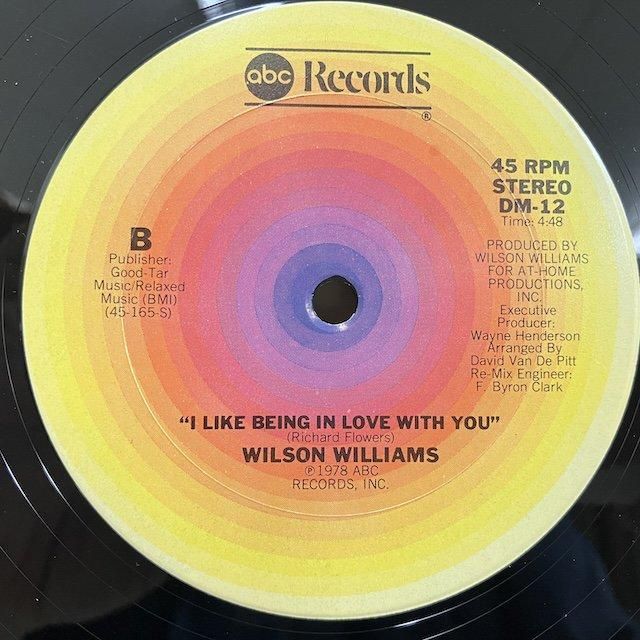 abc Records
®
45 RPM
STEREO
DM-12
Time: 4:48
B
Publisher:
Good-Tar
Music/Relaxed
Music (BMI)
(45-165-S)
PRODUCED BY
WILSON WILLIAMS
FOR AT-HOME
PRODUCTIONS,
INC.
Executive
Producer:
Wayne Henderson
Arranged By
David Van De Pitt
Re-Mix Engineer:
F. Byron Clark
"I LIKE BEING IN LOVE WITH YOU"
(Richard Flowers)
WILSON WILLIAMS
℗ 1978 ABC
RECORDS, INC.